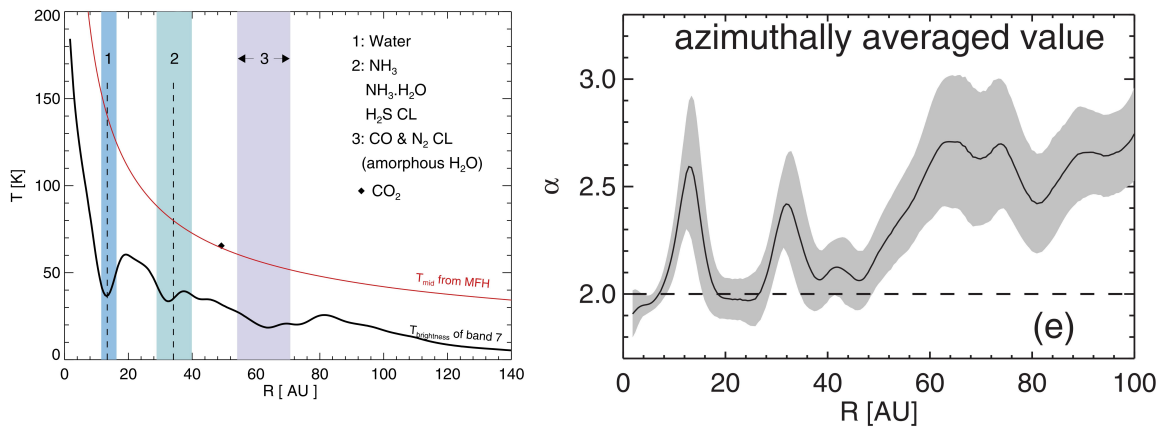 200
150
100
50
0
T [K]
1
2
3
1: Water
2: NH₃
NH₃.H₂O
H₂S CL
3: CO & N₂ CL
(amorphous H₂O)
CO₂
T_mid from MFH
T_brightness of band 7
0 20 40 60 80 100 120 140
R [ AU ]
azimuthally averaged value
3.0
2.5
2.0
α
(e)
0 20 40 60 80 100
R [AU]